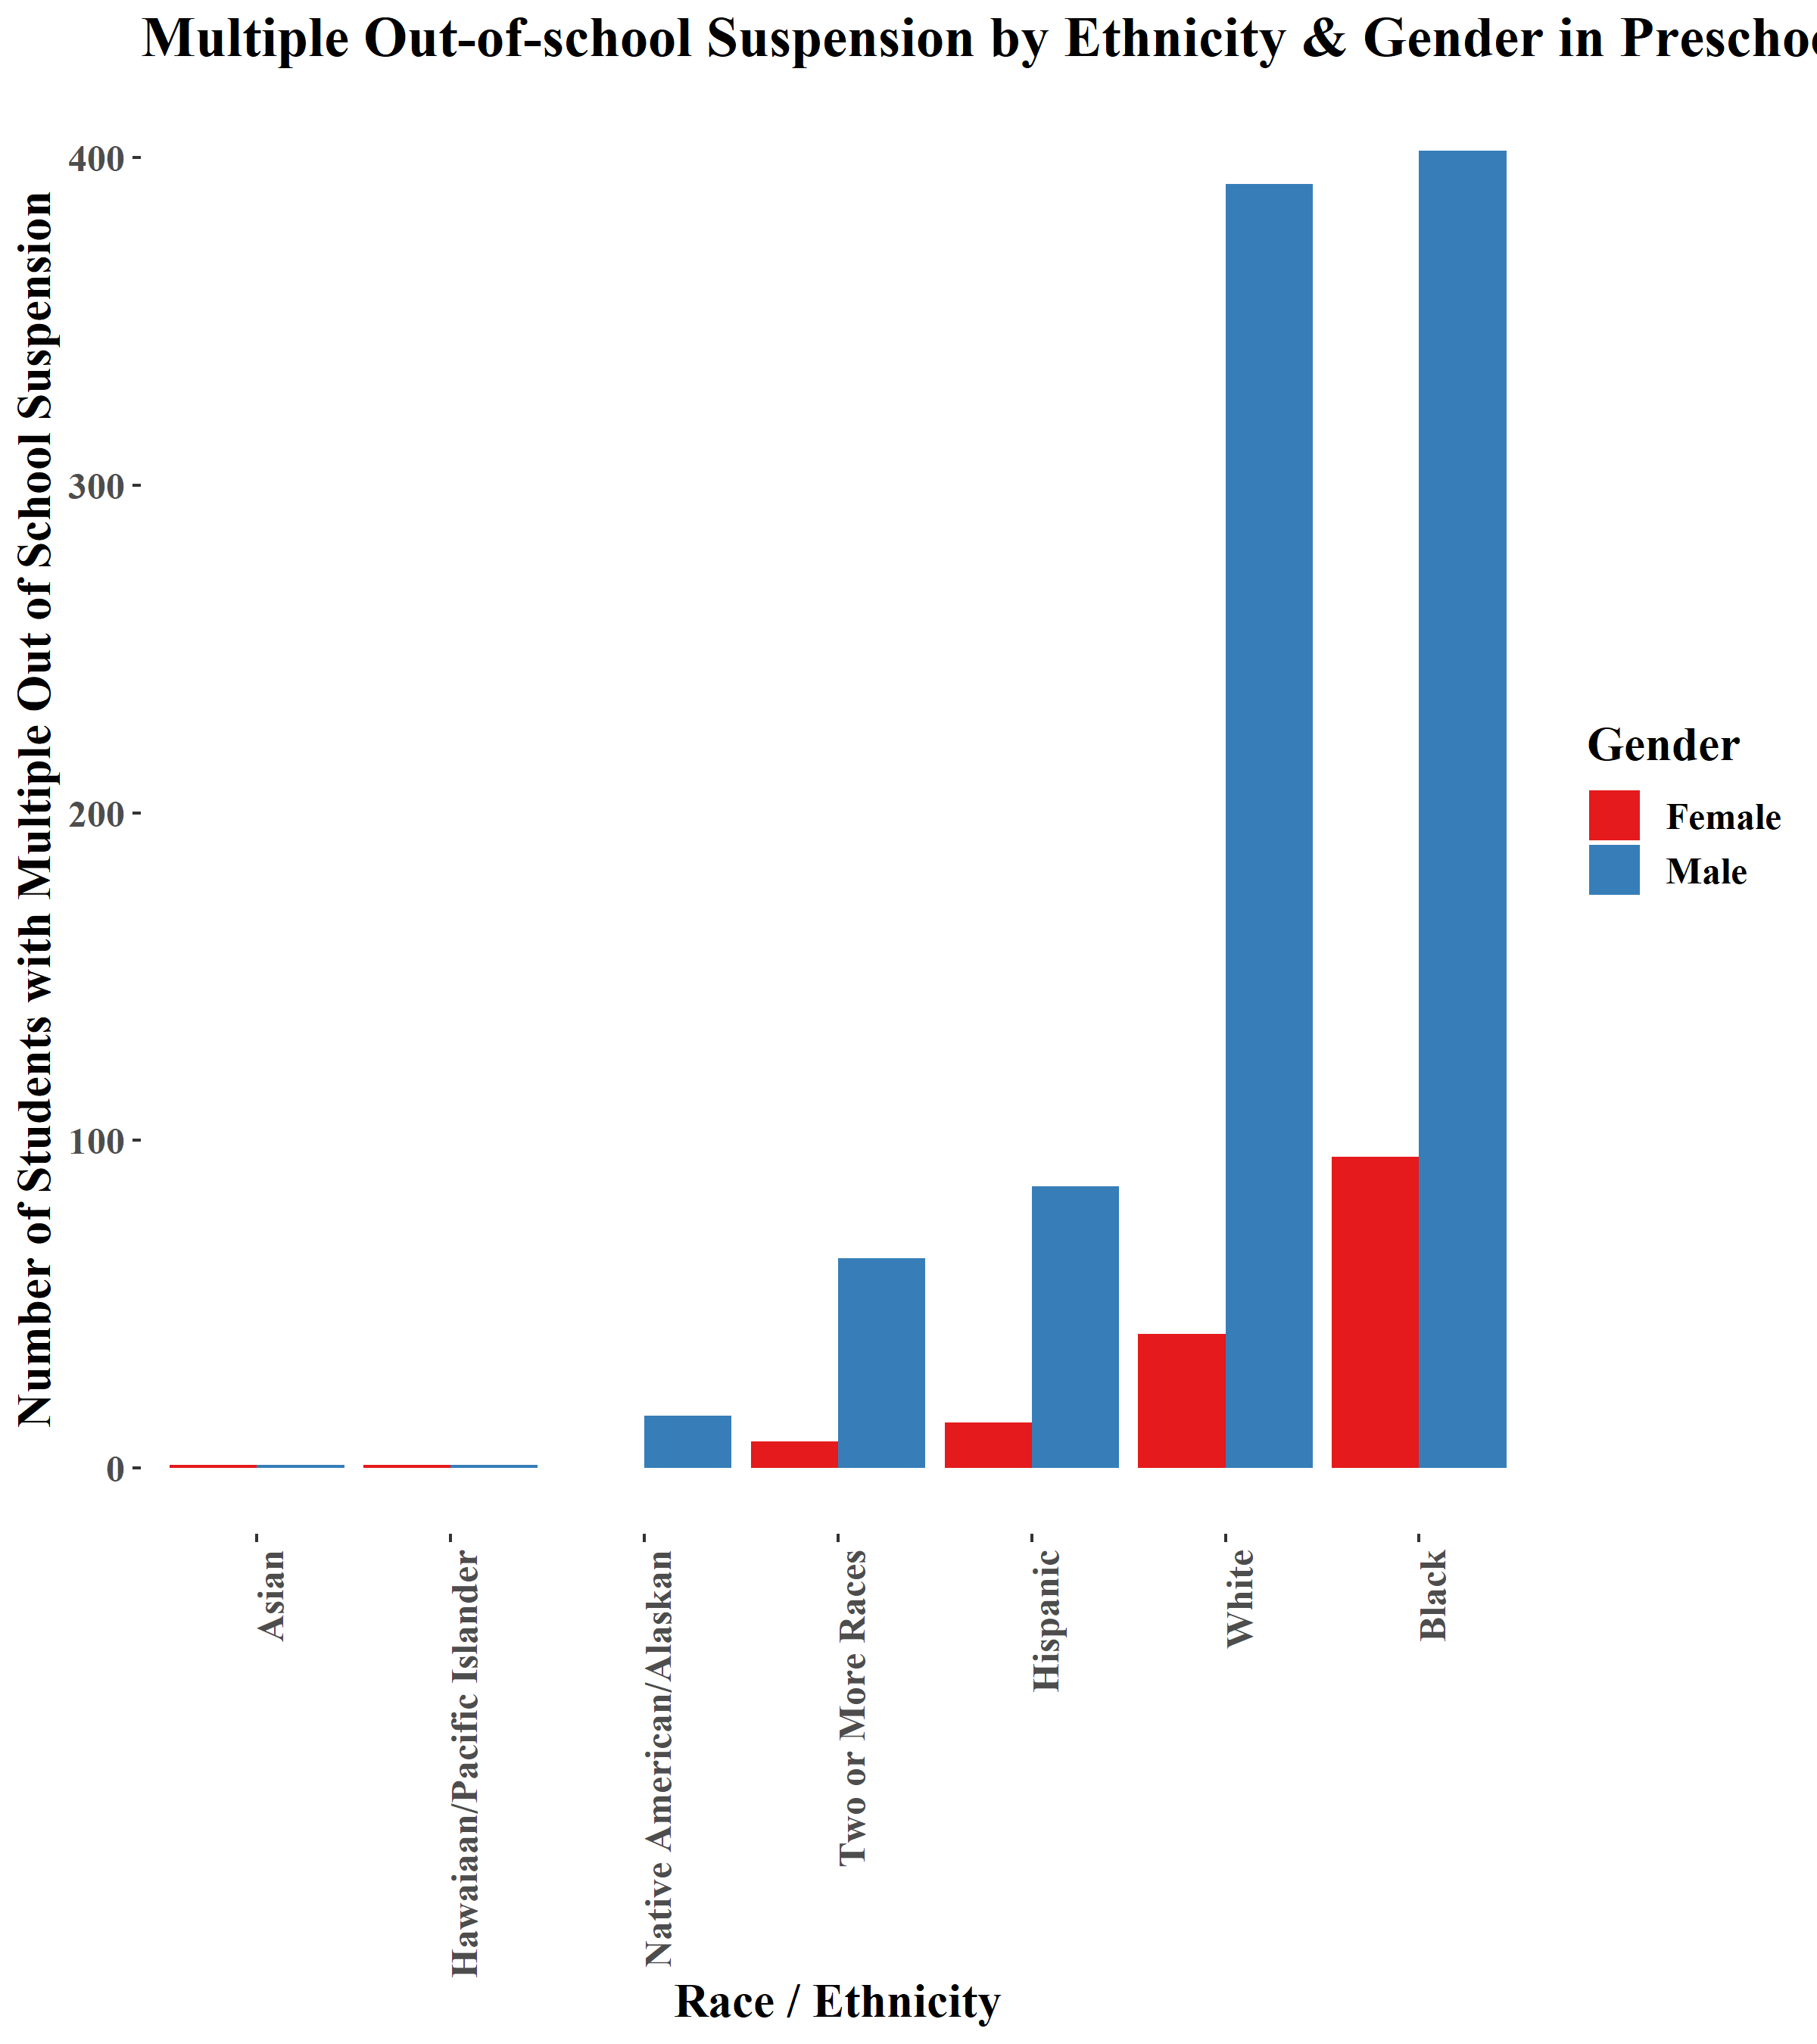 Multiple Out-of-school Suspension by Ethnicity & Gender in Preschoo
Number of Students with Multiple Out of School Suspension
400
300
200
100
0
Gender
Female
Male
Asian
Hawaiaan/Pacific Islander
Native American/Alaskan
Two or More Races
Hispanic
White
Black
Race / Ethnicity